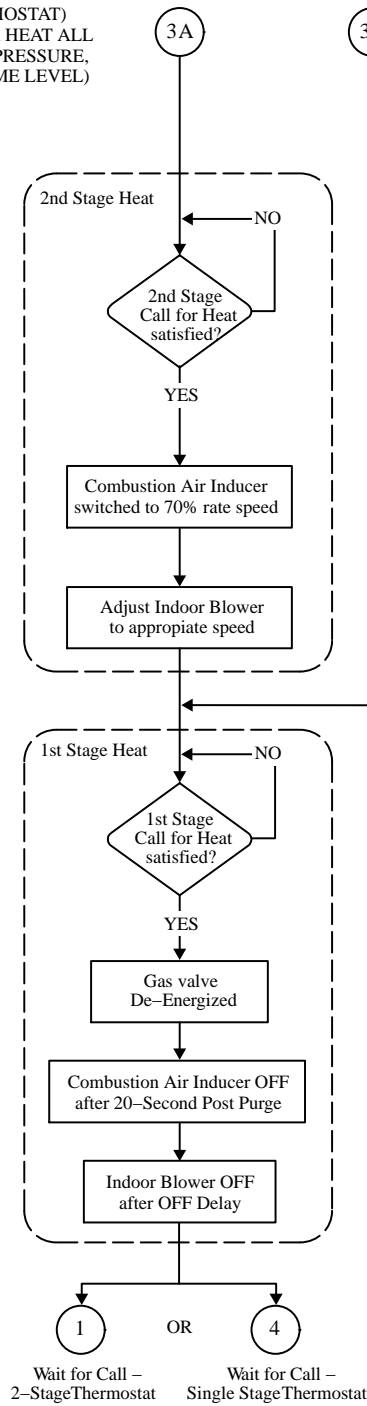 MOSTAT)
HEAT ALL
PRESSURE,
ME LEVEL)
3A
3
2nd Stage Heat
NO
2nd Stage
Call for Heat
satisfied?
YES
Combustion Air Inducer
switched to 70% rate speed
Adjust Indoor Blower
to appropiate speed
1st Stage Heat
NO
1st Stage
Call for Heat
satisfied?
YES
Gas valve
De–Energized
Combustion Air Inducer OFF
after 20–Second Post Purge
Indoor Blower OFF
after OFF Delay
1
OR
4
Wait for Call –
2–StageThermostat
Wait for Call –
Single StageThermostat